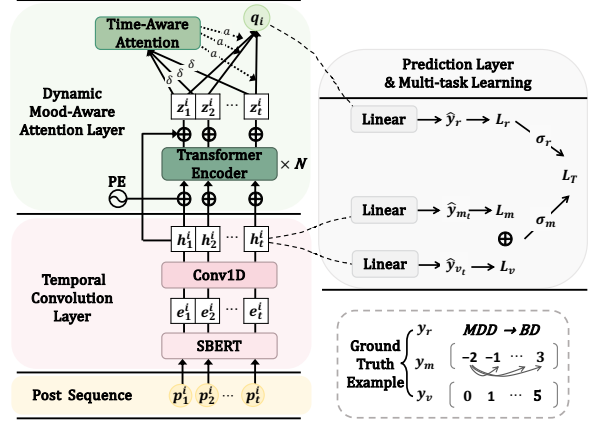 Time-Aware
Attention
q_i
a
a
a
δ δ δ
Dynamic
Mood-Aware
Attention Layer
z_1^i z_2^i ... z_t^i
⊕ ⊕ ⊕
Transformer
Encoder
× N
PE
⊕ ⊕ ⊕
h_1^i h_2^i ... h_t^i
Conv1D
Temporal
Convolution
Layer
e_1^i e_2^i ... e_t^i
SBERT
Post Sequence
p_1^i p_2^i ... p_t^i
Prediction Layer
& Multi-task Learning
Linear → ŷ_r → L_r
σ_r
L_T
Linear → ŷ_{m_t} → L_m
σ_m
⊕
Linear → ŷ_{v_t} → L_v
Ground
Truth
Example
y_r MDD → BD
y_m -2 -1 ... 3
y_v 0 1 ... 5